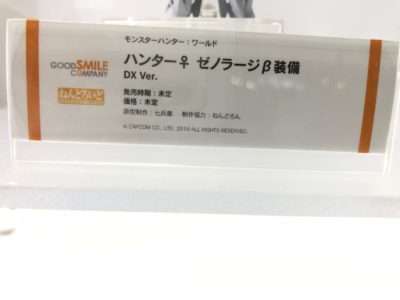 モンスターハンター：ワールド
GOOD SMILE COMPANY
ハンター♀ ゼノラージβ装備
DX Ver.
ねんどろいど
発売時期：未定
価格：未定
原型制作：七兵衛 ／ 制作協力：ねんどろん
© CAPCOM CO., LTD. 2018 ALL RIGHTS RESERVED.